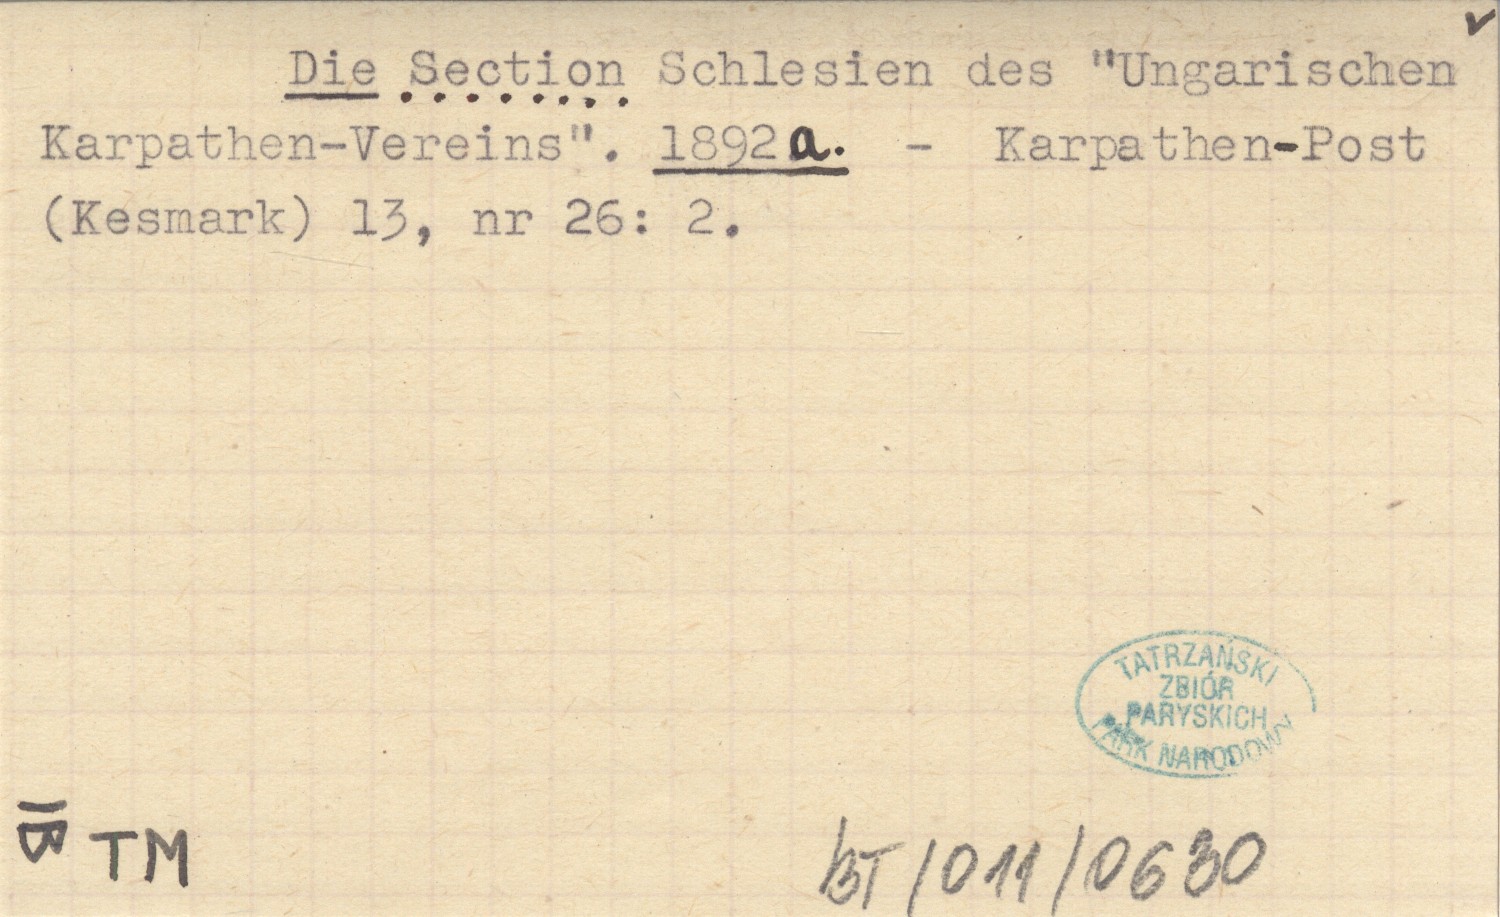 Die Section Schlesien des "Ungarischen
Karpathen-Vereins". 1892a. - Karpathen-Post
(Kesmark) 13, nr 26: 2.
TATRZAŃSKI
ZBIÓR
PARYSKICH
PARK NARODOWY
B TM
BT/011/0630